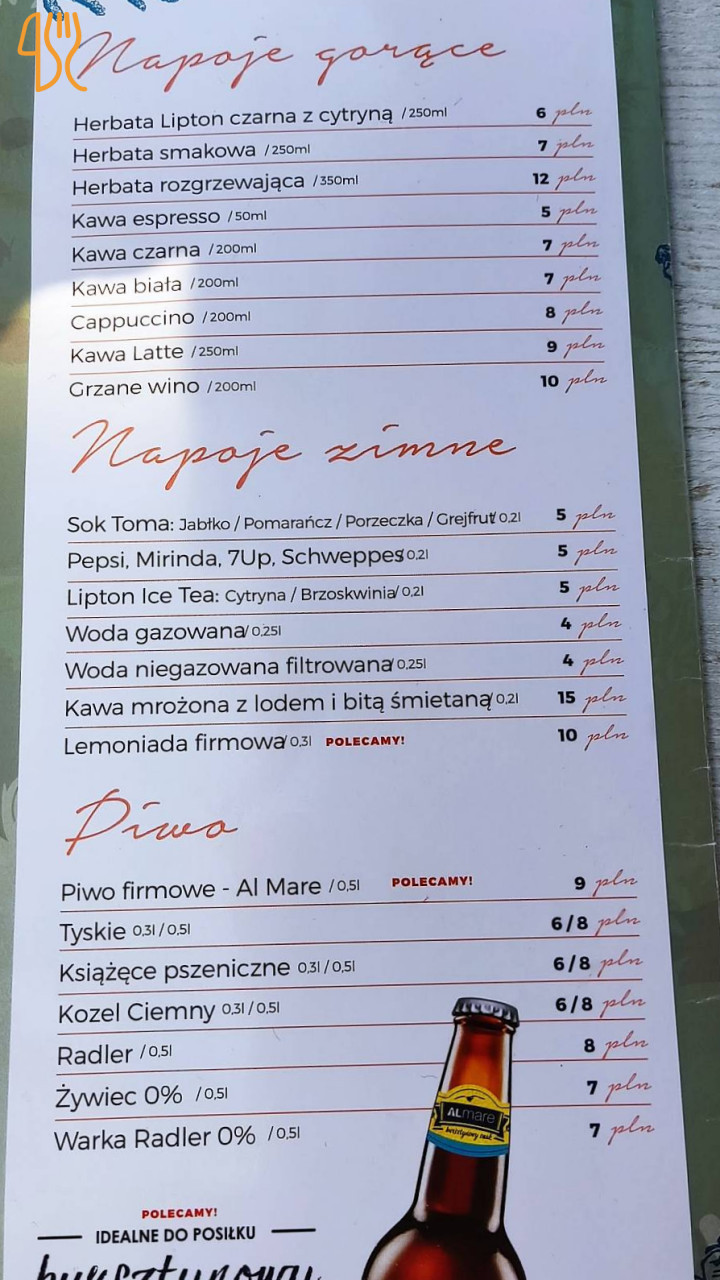 Napoje gorące
Herbata Lipton czarna z cytryną /250ml 6 pln
Herbata smakowa /250ml 7 pln
Herbata rozgrzewająca /350ml 12 pln
Kawa espresso /50ml 5 pln
Kawa czarna /200ml 7 pln
Kawa biała /200ml 7 pln
Cappuccino /200ml 8 pln
Kawa Latte /250ml 9 pln
Grzane wino /200ml 10 pln
Napoje zimne
Sok Toma: Jabłko / Pomarańcz / Porzeczka / Grejfrut/ 0,2l 5 pln
Pepsi, Mirinda, 7Up, Schweppes/ 0,2l 5 pln
Lipton Ice Tea: Cytryna / Brzoskwinia/ 0,2l 5 pln
Woda gazowana/ 0,25l 4 pln
Woda niegazowana filtrowana/ 0,25l 4 pln
Kawa mrożona z lodem i bitą śmietaną/ 0,2l 15 pln
Lemoniada firmowa/ 0,3l POLECAMY! 10 pln
Piwo
Piwo firmowe - Al Mare / 0,5l POLECAMY! 9 pln
Tyskie 0,3l / 0,5l 6/8 pln
Książęce pszeniczne 0,3l / 0,5l 6/8 pln
Kozel Ciemny 0,3l / 0,5l 6/8 pln
Radler / 0,5l 8 pln
Żywiec 0% / 0,5l 7 pln
Warka Radler 0% / 0,5l 7 pln
ALmare
POLECAMY!
IDEALNE DO POSIŁKU